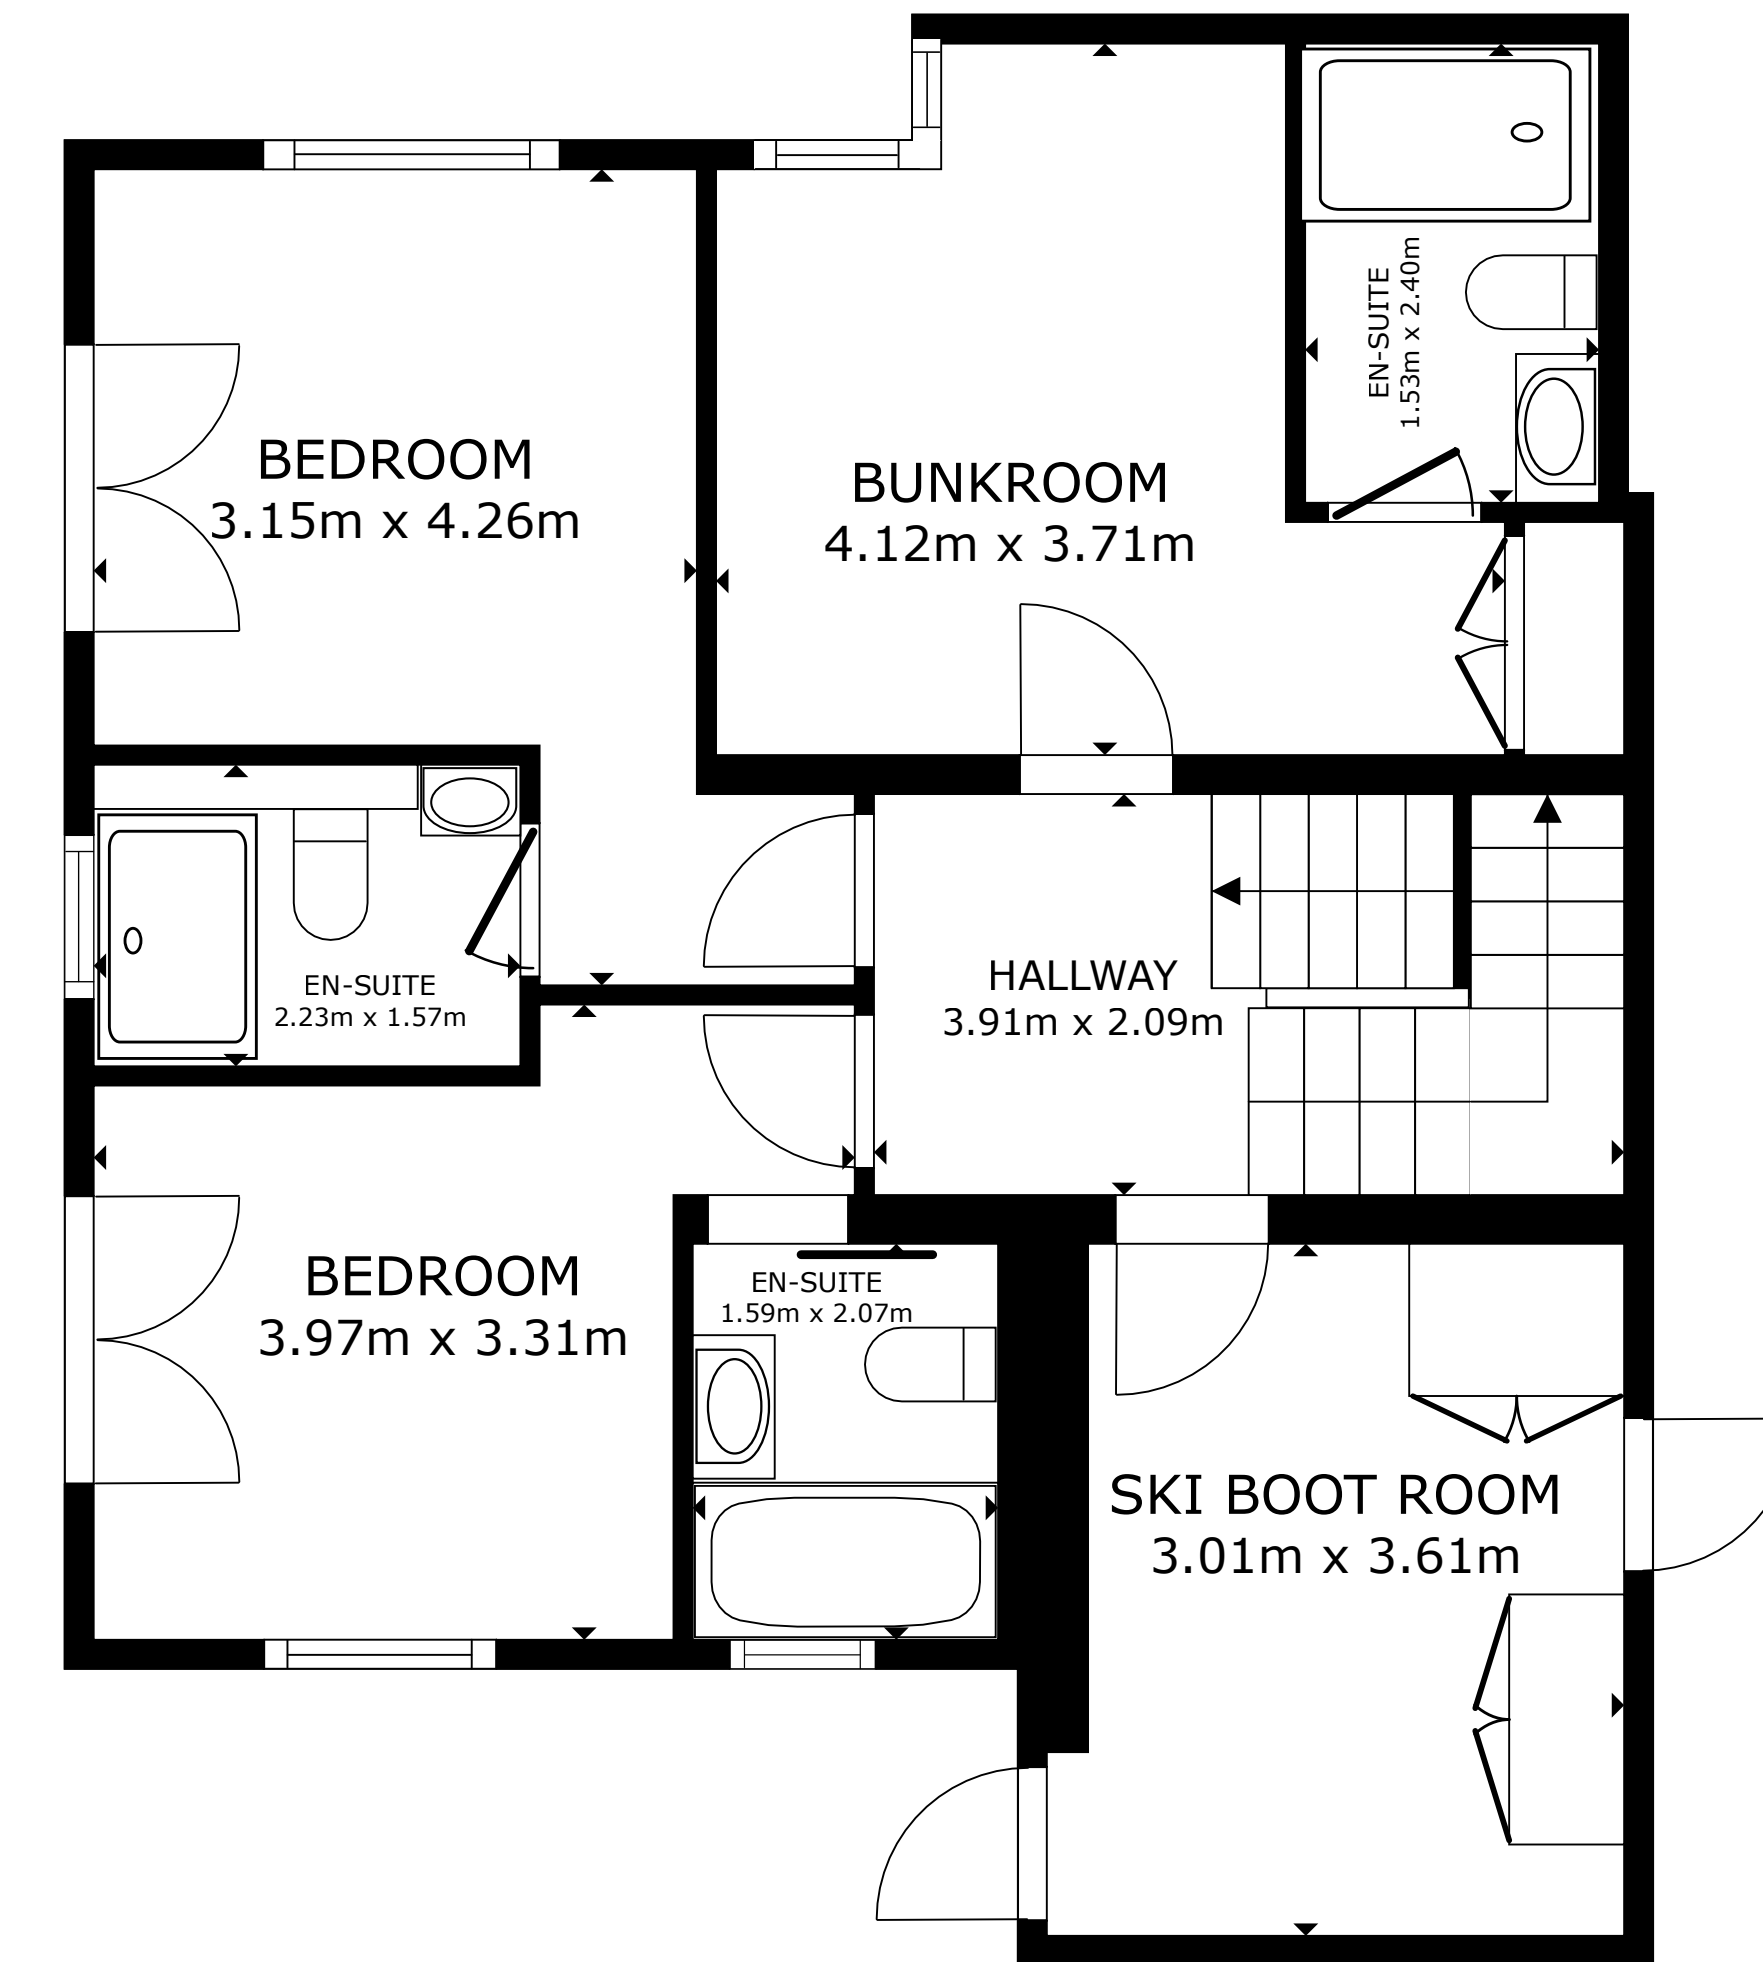 EN-SUITE
1.53m x 2.40m
BEDROOM
3.15m x 4.26m
BUNKROOM
4.12m x 3.71m
EN-SUITE
2.23m x 1.57m
HALLWAY
3.91m x 2.09m
BEDROOM
3.97m x 3.31m
EN-SUITE
1.59m x 2.07m
SKI BOOT ROOM
3.01m x 3.61m